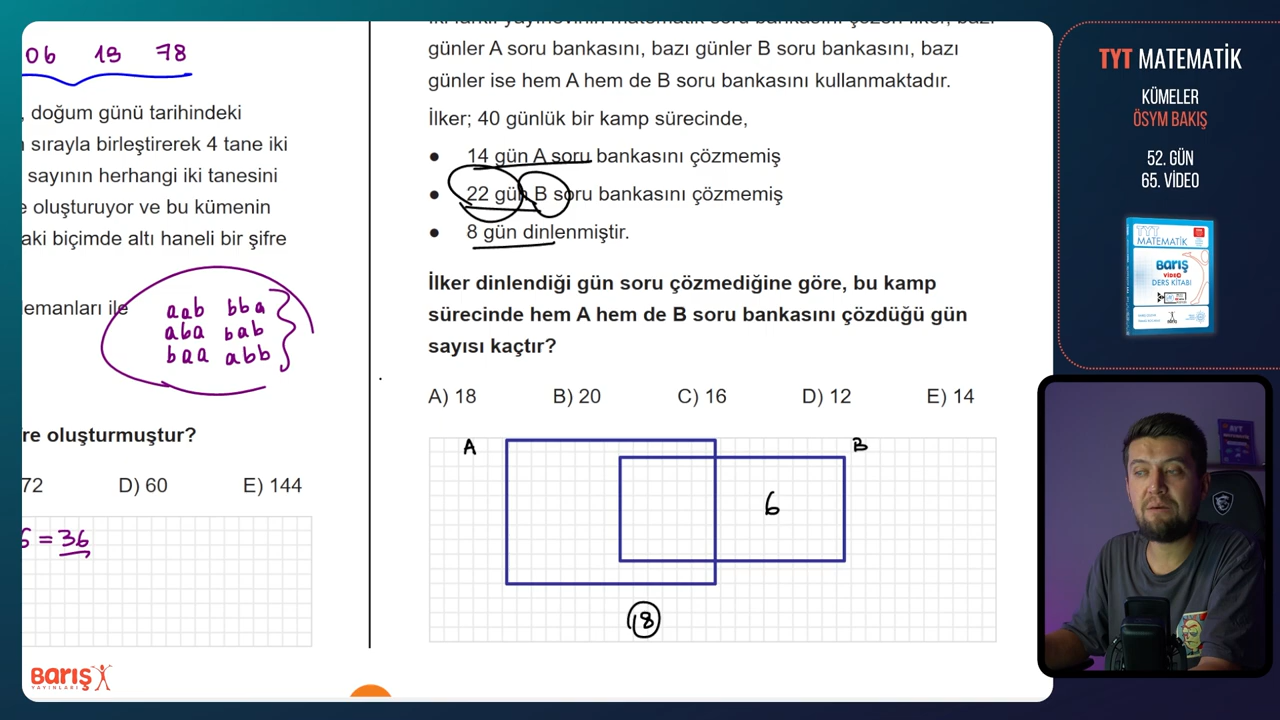 06 13 78
, doğum günü tarihindeki
sırayla birleştirerek 4 tane iki
sayının herhangi iki tanesini
oluşturuyor ve bu kümenin
aki biçimde altı haneli bir şifre
lemanları ile
aab bba
aba bab
baa abb
re oluşturmuştur?
72 D) 60 E) 144
= 36
BARIŞ
YAYINLARI
günler A soru bankasını, bazı günler B soru bankasını, bazı
günler ise hem A hem de B soru bankasını kullanmaktadır.
İlker; 40 günlük bir kamp sürecinde,
● 14 gün A soru bankasını çözmemiş
● 22 gün B soru bankasını çözmemiş
● 8 gün dinlenmiştir.
İlker dinlendiği gün soru çözmediğine göre, bu kamp
sürecinde hem A hem de B soru bankasını çözdüğü gün
sayısı kaçtır?
A) 18 B) 20 C) 16 D) 12 E) 14
A B
6
18
TYT MATEMATİK
KÜMELER
ÖSYM BAKIŞ
52. GÜN
65. VİDEO
TYT
MATEMATİK
BARIŞ
VİDEO
DERS KİTABI